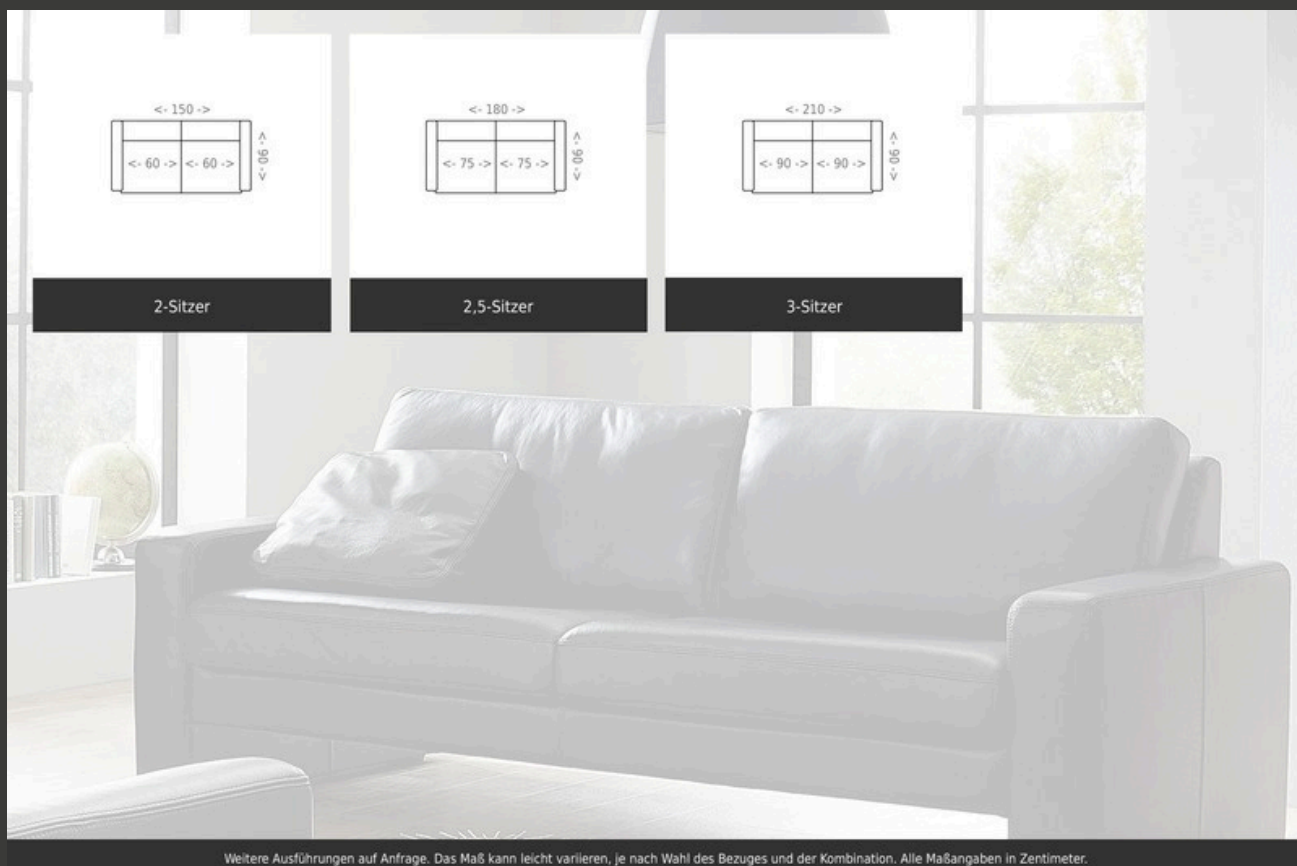 <- 150 ->
<- 60 -> <- 60 ->
<- 90 ->
2-Sitzer
<- 180 ->
<- 75 -> <- 75 ->
<- 90 ->
2,5-Sitzer
<- 210 ->
<- 90 -> <- 90 ->
<- 90 ->
3-Sitzer
Weitere Ausführungen auf Anfrage. Das Maß kann leicht variieren, je nach Wahl des Bezuges und der Kombination. Alle Maßangaben in Zentimeter.